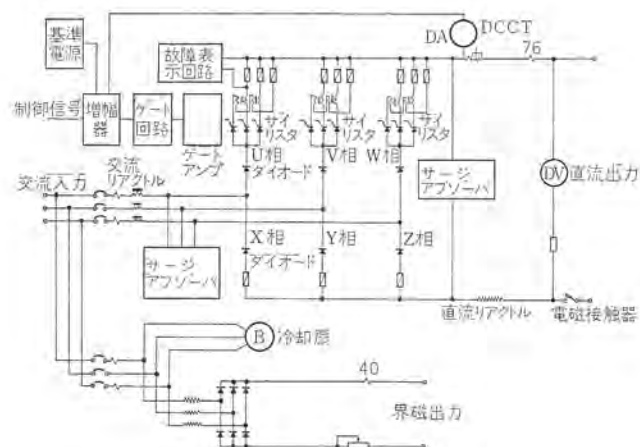 DCCT
DA
76
基準
電源
故障表
示回路
制御信号
増幅
器
ゲート
回路
ゲート
アンプ
サイ
リスタ
サイ
リスタ
サイ
リスタ
U相
ダイオード
V相
W相
サージ
アブソーバ
DV
直流出力
交流入力
交流
リアクトル
サージ
アブソーバ
X相
ダイオード
Y相
Z相
直流リアクトル
電磁接触器
B
冷却扇
40
界磁出力